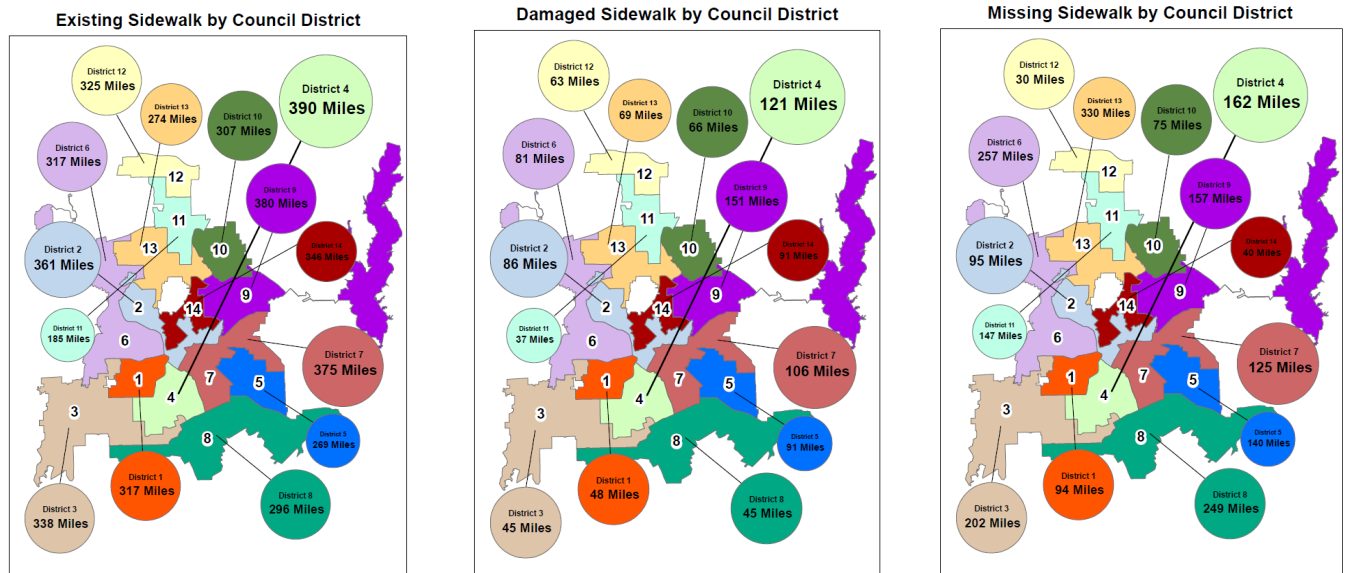 Existing Sidewalk by Council District
District 12
325 Miles
District 13
274 Miles
District 10
307 Miles
District 4
390 Miles
District 6
317 Miles
District 9
380 Miles
District 2
361 Miles
District 14
348 Miles
District 11
185 Miles
District 7
375 Miles
District 5
269 Miles
District 3
338 Miles
District 1
317 Miles
District 8
296 Miles
12
11
13
10
9
2
14
6
1
7
5
3
4
8
Damaged Sidewalk by Council District
District 12
63 Miles
District 13
69 Miles
District 10
66 Miles
District 4
121 Miles
District 6
81 Miles
District 9
151 Miles
District 2
86 Miles
District 14
91 Miles
District 11
37 Miles
District 7
106 Miles
District 5
91 Miles
District 3
45 Miles
District 1
48 Miles
District 8
45 Miles
12
11
13
10
9
2
14
6
1
7
5
3
4
8
Missing Sidewalk by Council District
District 12
30 Miles
District 13
330 Miles
District 10
75 Miles
District 4
162 Miles
District 6
257 Miles
District 9
157 Miles
District 2
95 Miles
District 14
40 Miles
District 11
147 Miles
District 7
125 Miles
District 5
140 Miles
District 3
202 Miles
District 1
94 Miles
District 8
249 Miles
12
11
13
10
9
2
14
6
1
7
5
3
4
8